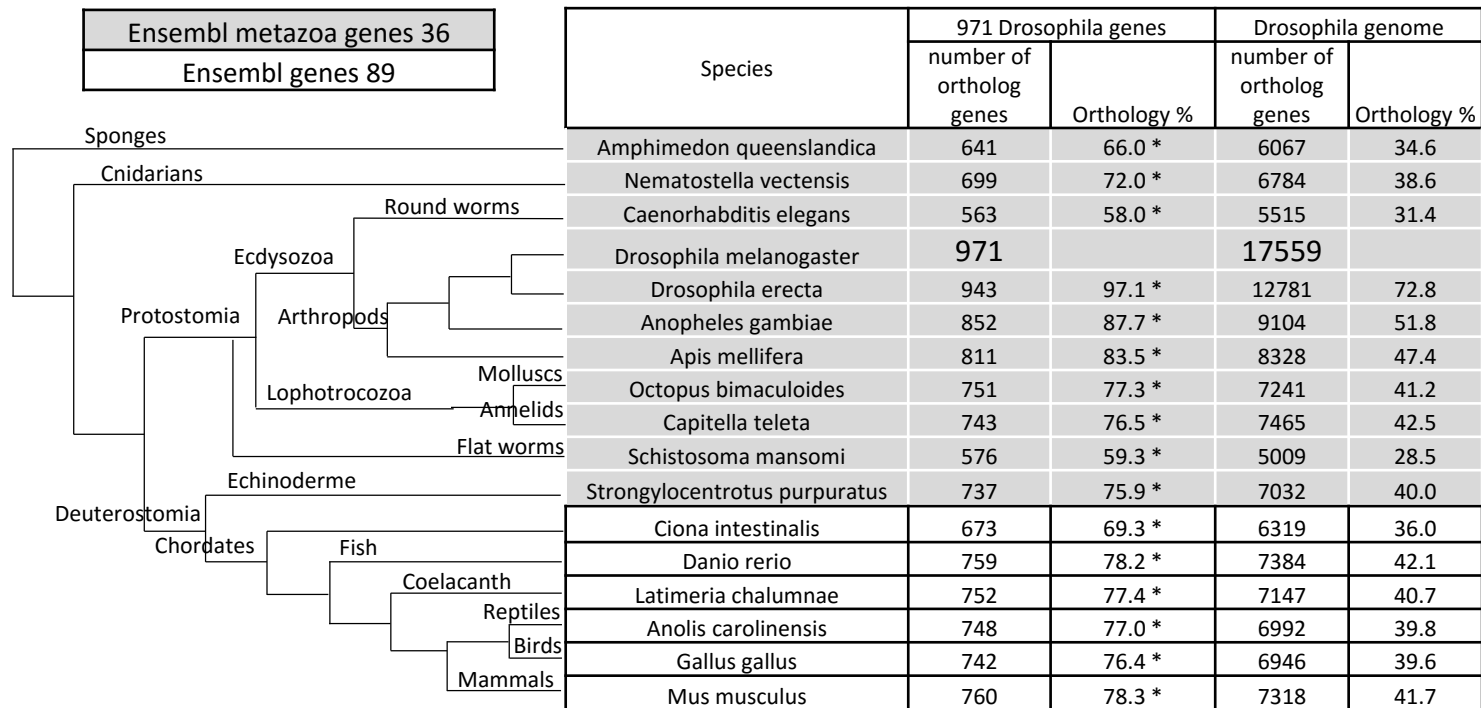 Ensembl metazoa genes 36
Ensembl genes 89
Species
971 Drosophila genes
Drosophila genome
number of ortholog genes
Orthology %
number of ortholog genes
Orthology %
Sponges
Amphimedon queenslandica 641 66.0 * 6067 34.6
Cnidarians
Nematostella vectensis 699 72.0 * 6784 38.6
Round worms
Caenorhabditis elegans 563 58.0 * 5515 31.4
Ecdysozoa
Drosophila melanogaster 971 17559
Drosophila erecta 943 97.1 * 12781 72.8
Protostomia
Arthropods
Anopheles gambiae 852 87.7 * 9104 51.8
Apis mellifera 811 83.5 * 8328 47.4
Molluscs
Octopus bimaculoides 751 77.3 * 7241 41.2
Lophotrocozoa
Annelids
Capitella teleta 743 76.5 * 7465 42.5
Flat worms
Schistosoma mansomi 576 59.3 * 5009 28.5
Echinoderme
Strongylocentrotus purpuratus 737 75.9 * 7032 40.0
Deuterostomia
Ciona intestinalis 673 69.3 * 6319 36.0
Chordates
Fish
Danio rerio 759 78.2 * 7384 42.1
Coelacanth
Latimeria chalumnae 752 77.4 * 7147 40.7
Reptiles
Anolis carolinensis 748 77.0 * 6992 39.8
Birds
Gallus gallus 742 76.4 * 6946 39.6
Mammals
Mus musculus 760 78.3 * 7318 41.7